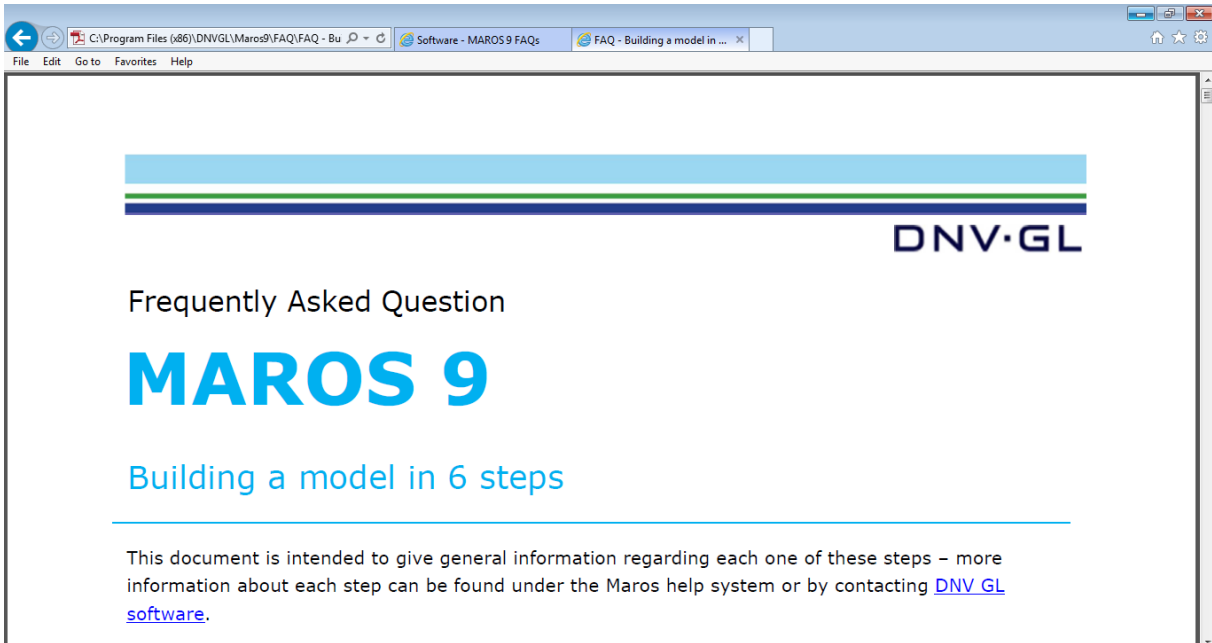 C:\Program Files (x86)\DNVGL\Maros9\FAQ\FAQ - Bu
Software - MAROS 9 FAQs
FAQ - Building a model in ...
File Edit Go to Favorites Help
DNV·GL
Frequently Asked Question
MAROS 9
Building a model in 6 steps
This document is intended to give general information regarding each one of these steps – more
information about each step can be found under the Maros help system or by contacting DNV GL
software.